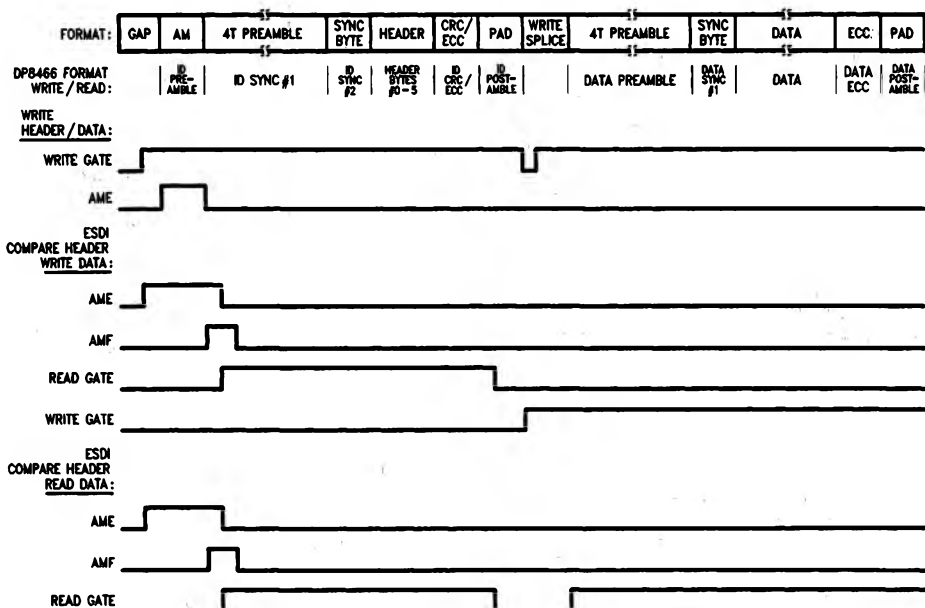 FORMAT: GAP AM 4T PREAMBLE SYNC BYTE HEADER CRC/ ECC PAD WRITE SPLICE 4T PREAMBLE SYNC BYTE DATA ECC PAD
DP8466 FORMAT WRITE/READ: ID PRE- AMBLE ID SYNC #1 ID SYNC #2 HEADER BYTES #0-5 ID CRC/ ECC ID POST- AMBLE DATA PREAMBLE DATA SYNC #1 DATA DATA ECC DATA POST- AMBLE
WRITE
HEADER/DATA:
WRITE GATE
AME
ESDI
COMPARE HEADER
WRITE DATA:
AME
AMF
READ GATE
WRITE GATE
ESDI
COMPARE HEADER
READ DATA:
AME
AMF
READ GATE